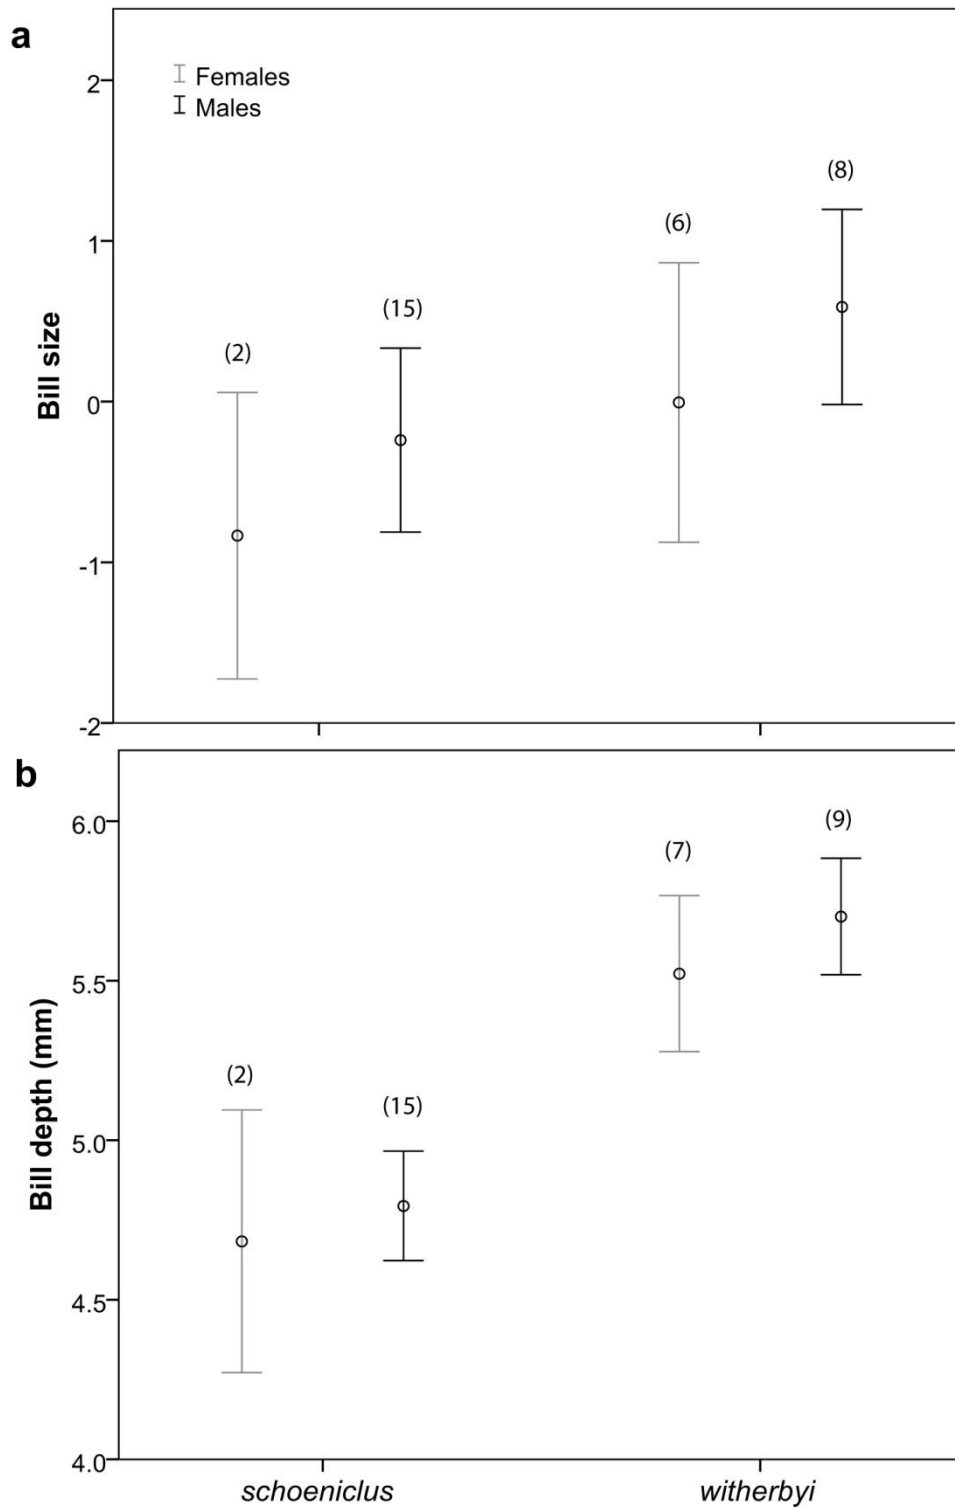 a
Females
Males
2
1
0
-1
-2
Bill size
(2)
(15)
(6)
(8)
b
6.0
5.5
5.0
4.5
4.0
Bill depth (mm)
(2)
(15)
(7)
(9)
schoeniclus
witherbyi